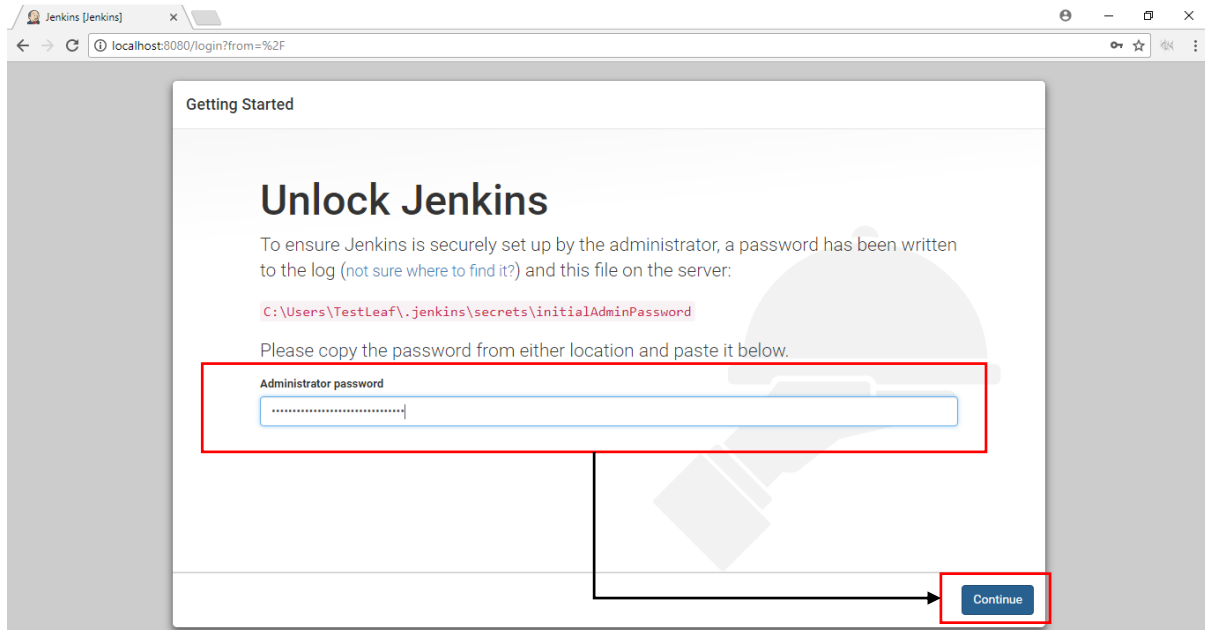 Jenkins [Jenkins]
localhost:8080/login?from=%2F
Getting Started
Unlock Jenkins
To ensure Jenkins is securely set up by the administrator, a password has been written
to the log (not sure where to find it?) and this file on the server:
C:\Users\TestLeaf\.jenkins\secrets\initialAdminPassword
Please copy the password from either location and paste it below.
Administrator password
Continue